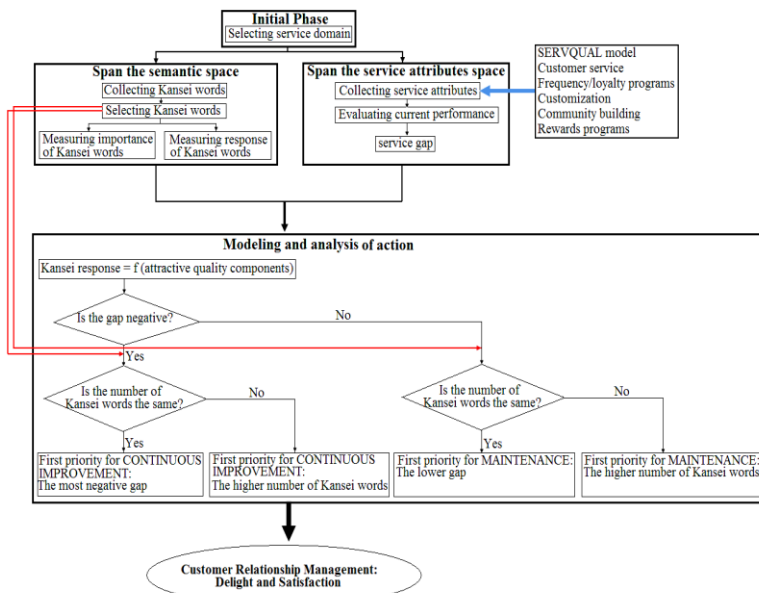 Initial Phase
Selecting service domain
Span the semantic space
Collecting Kansei words
Selecting Kansei words
Measuring importance
of Kansei words
Measuring response
of Kansei words
Span the service attributes space
Collecting service attributes
Evaluating current performance
service gap
SERVQUAL model
Customer service
Frequency/loyalty programs
Customization
Community building
Rewards programs
Modeling and analysis of action
Kansei response = f (attractive quality components)
Is the gap negative?
No
Yes
Is the number of
Kansei words the same?
No
Yes
Is the number of
Kansei words the same?
No
Yes
First priority for CONTINUOUS
IMPROVEMENT:
The most negative gap
First priority for CONTINUOUS
IMPROVEMENT:
The higher number of Kansei words
First priority for MAINTENANCE:
The lower gap
First priority for MAINTENANCE:
The higher number of Kansei words
Customer Relationship Management:
Delight and Satisfaction